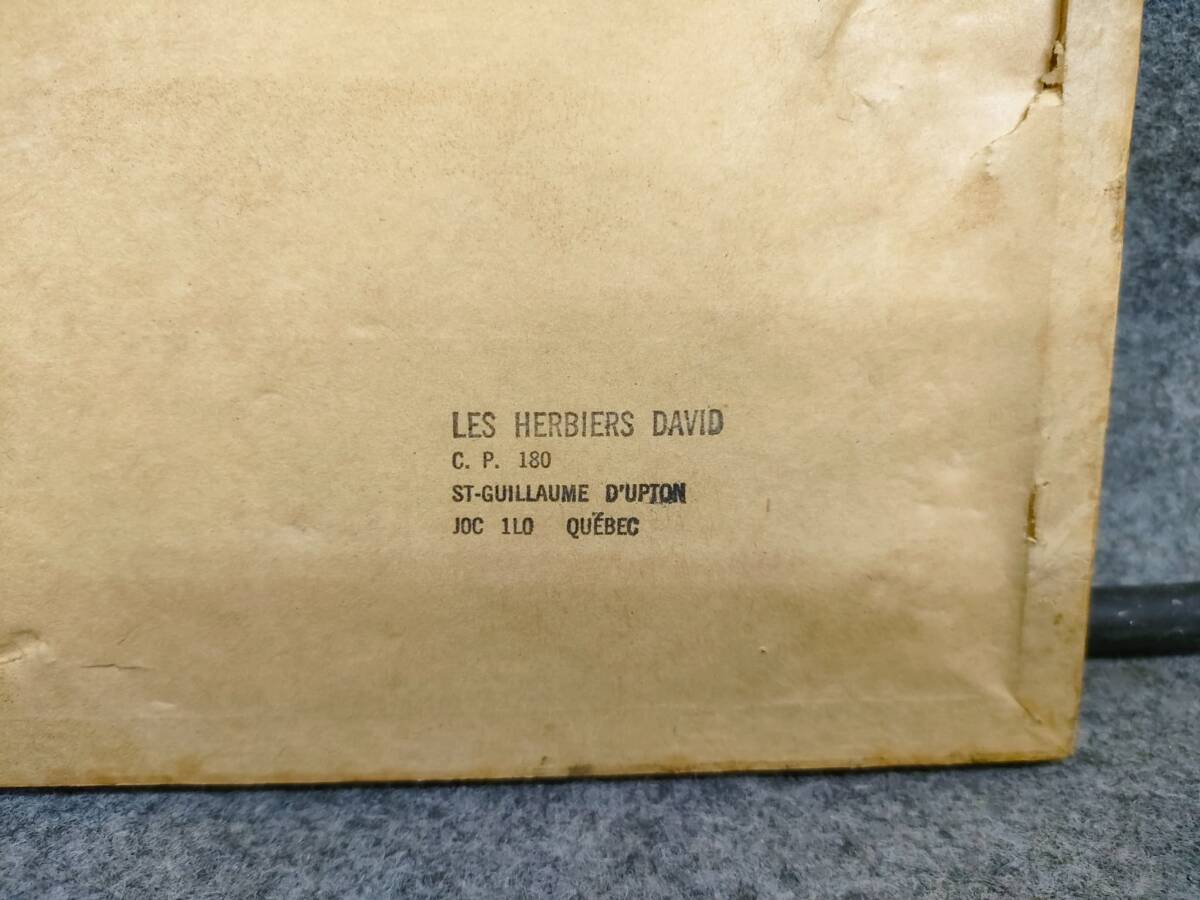 LES HERBIERS DAVID
C. P. 180
ST-GUILLAUME D'UPTON
JOC 1LO QUÉBEC